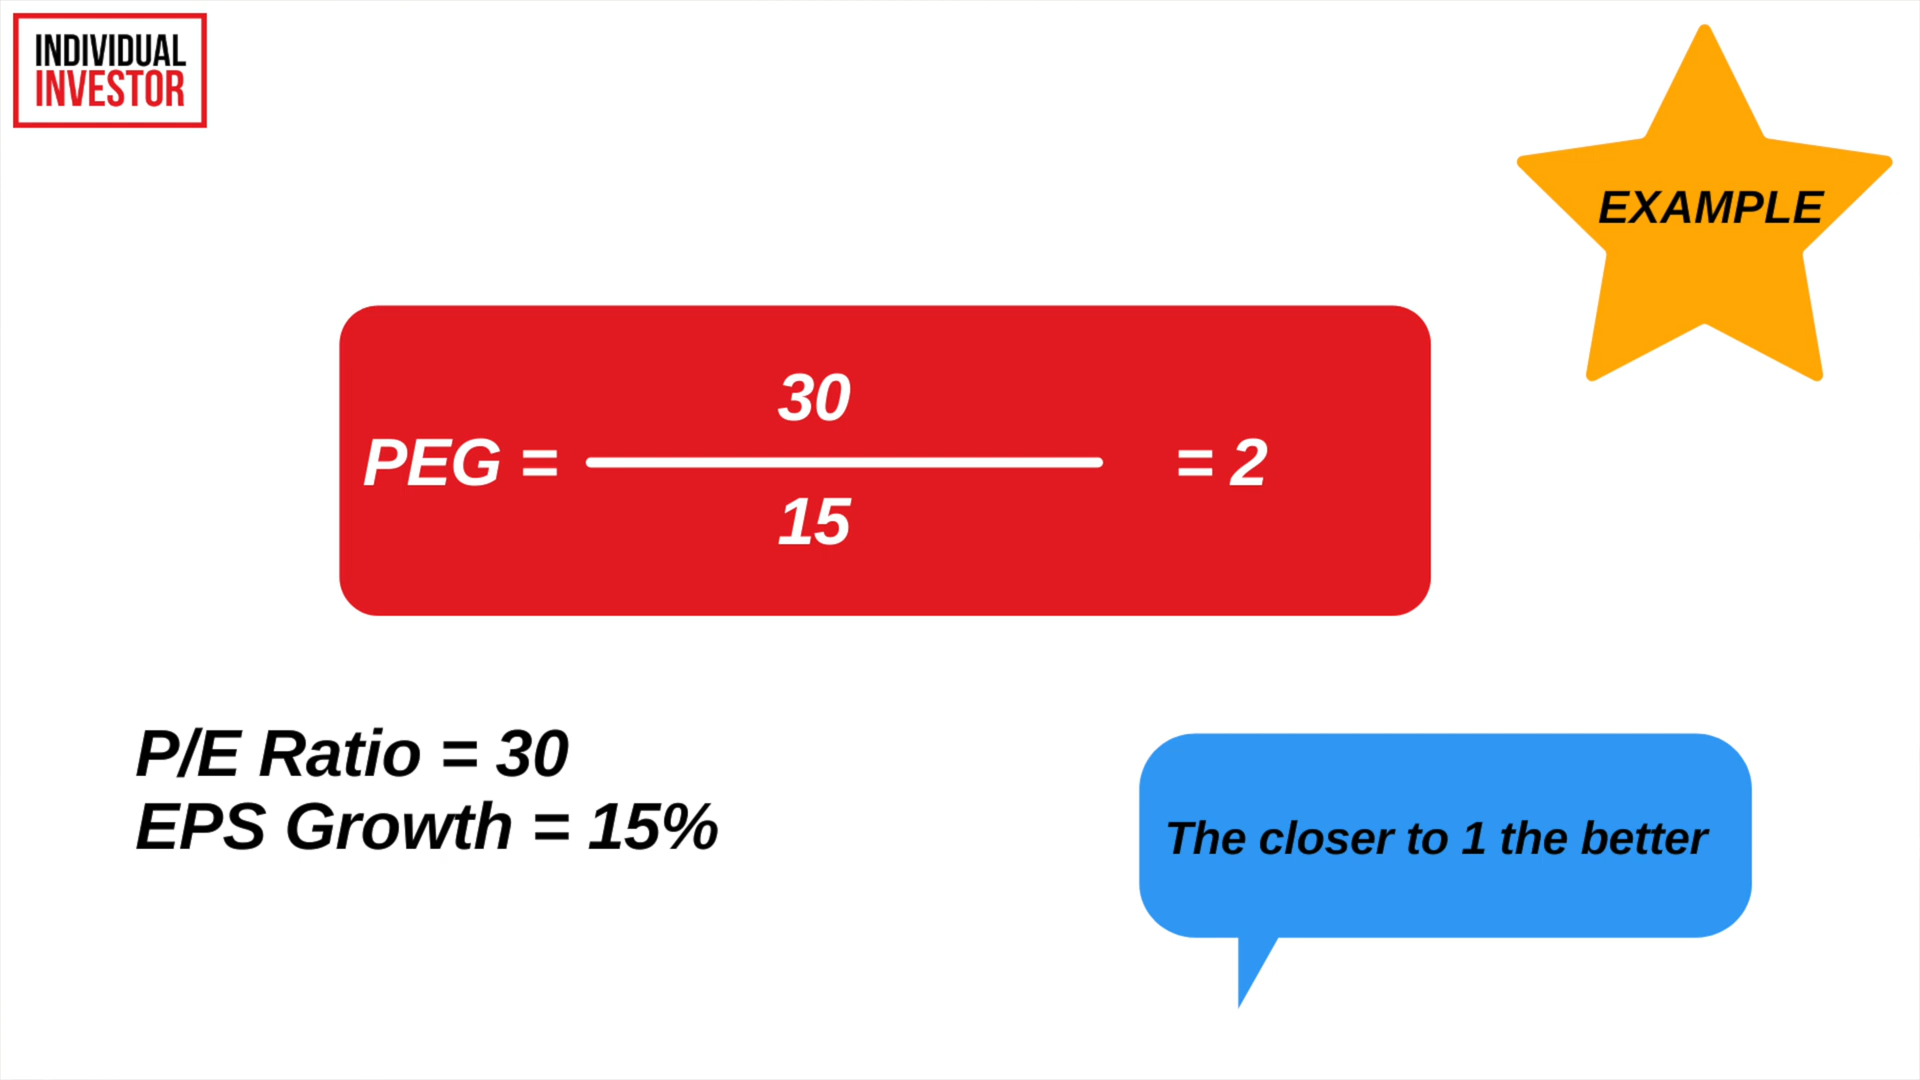 INDIVIDUAL
INVESTOR
EXAMPLE
30
PEG =
= 2
15
P/E Ratio = 30
EPS Growth = 15%
The closer to 1 the better